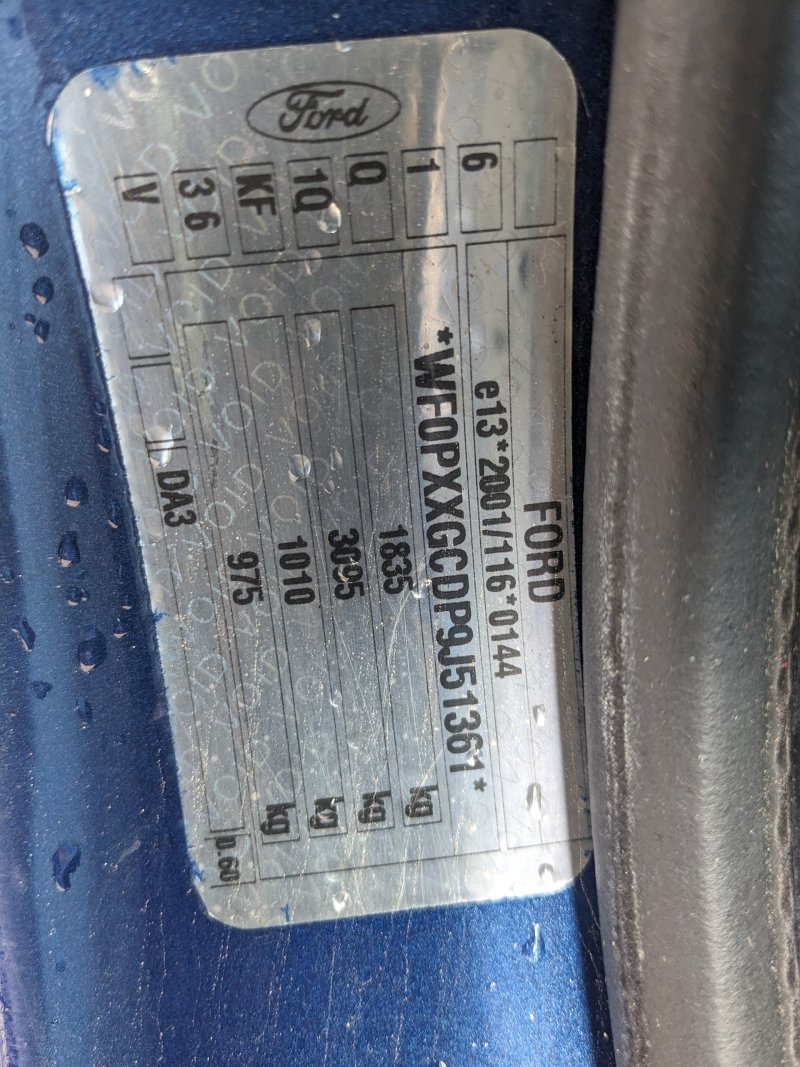 Ford
FORD
6 e13*2001/116*0144
1 *WF0PXXGCDP9J51361*
Q 1835 kg
1Q 3095 kg
KF 1010 kg
3 6 975 kg
V DA3
D.60